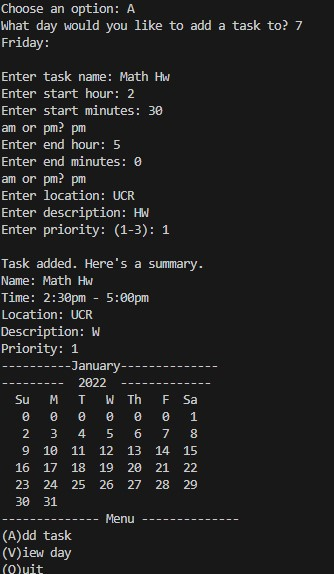 Choose an option: A
What day would you like to add a task to? 7
Friday:
Enter task name: Math Hw
Enter start hour: 2
Enter start minutes: 30
am or pm? pm
Enter end hour: 5
Enter end minutes: 0
am or pm? pm
Enter location: UCR
Enter description: HW
Enter priority: (1-3): 1
Task added. Here's a summary.
Name: Math Hw
Time: 2:30pm - 5:00pm
Location: UCR
Description: W
Priority: 1
----------January--------------
---------  2022  -------------
Su M T W Th F Sa
0 0 0 0 0 0 1
2 3 4 5 6 7 8
9 10 11 12 13 14 15
16 17 18 19 20 21 22
23 24 25 26 27 28 29
30 31
-------------- Menu --------------
(A)dd task
(V)iew day
(Q)uit